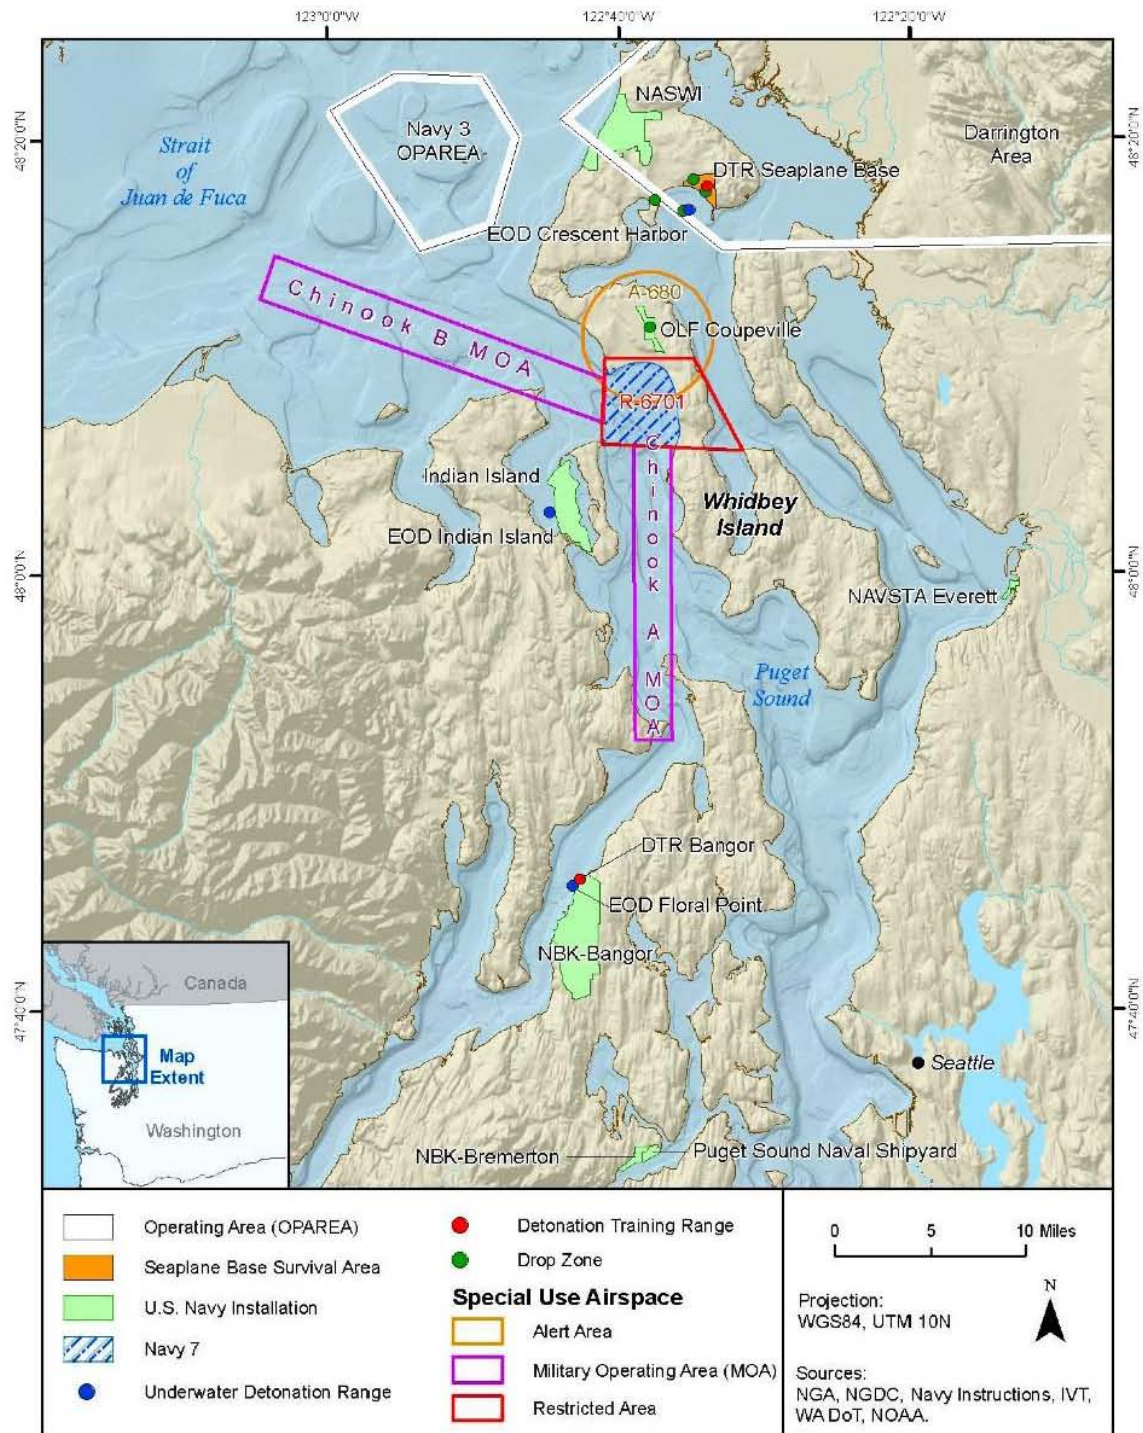 123°0'0"W
122°40'0"W
122°20'0"W
48°20'0"N
48°20'0"N
NASWI
Navy 3
OPAREA
Darrington
Area
Strait
of
Juan de Fuca
DTR Seaplane Base
EOD Crescent Harbor
A-680
Chinook B MOA
OLF Coupeville
R-6701
Chinook A MOA
Indian Island
Whidbey
Island
EOD Indian Island
48°0'0"N
48°0'0"N
NAVSTA Everett
Puget
Sound
DTR Bangor
EOD Floral Point
NBK-Bangor
47°40'0"N
47°40'0"N
Canada
Map
Extent
Washington
Seattle
NBK-Bremerton
Puget Sound Naval Shipyard
Operating Area (OPAREA)
Seaplane Base Survival Area
U.S. Navy Installation
Navy 7
Underwater Detonation Range
Detonation Training Range
Drop Zone
Special Use Airspace
Alert Area
Military Operating Area (MOA)
Restricted Area
0 5 10 Miles
N
Projection:
WGS84, UTM 10N
Sources:
NGA, NGDC, Navy Instructions, IVT,
WA DoT, NOAA.